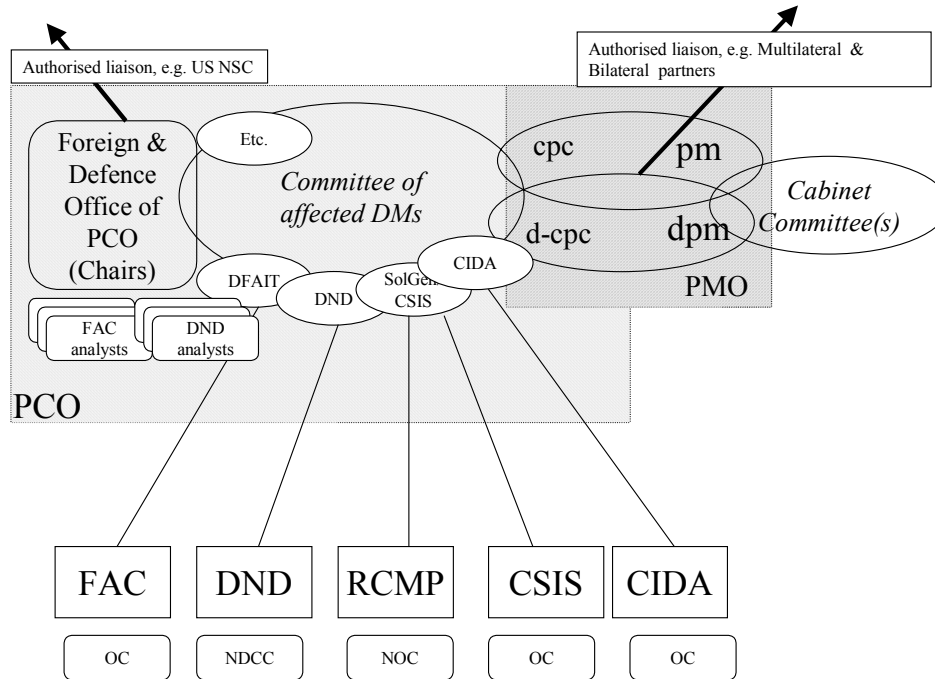 Authorised liaison, e.g. US NSC
Authorised liaison, e.g. Multilateral &
Bilateral partners
Foreign &
Defence
Office of
PCO
(Chairs)
Etc.
Committee of
affected DMs
cpc
pm
d-cpc
dpm
Cabinet
Committee(s)
PMO
DFAIT
DND
SolGen
CSIS
CIDA
FAC
analysts
DND
analysts
PCO
FAC
DND
RCMP
CSIS
CIDA
OC
NDCC
NOC
OC
OC